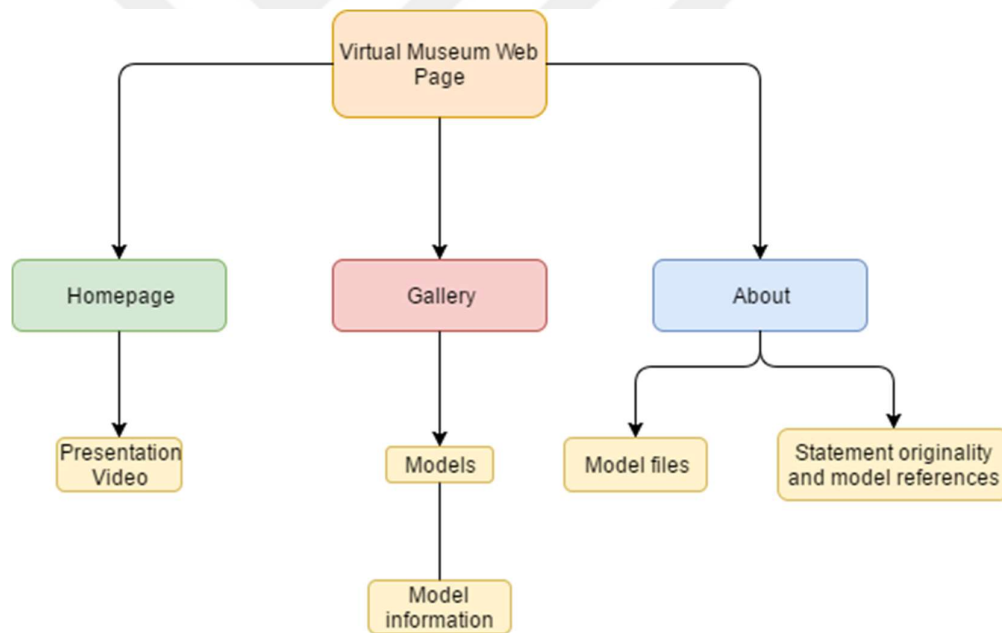 Virtual Museum Web
Page
Homepage
Gallery
About
Presentation
Video
Models
Model files
Statement originality
and model references
Model
information